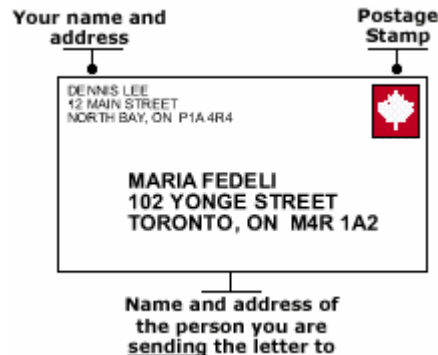 Your name and
address
Postage
Stamp
DENNIS LEE
12 MAIN STREET
NORTH BAY, ON P1A 4R4
MARIA FEDELI
102 YONGE STREET
TORONTO, ON M4R 1A2
Name and address of
the person you are
sending the letter to